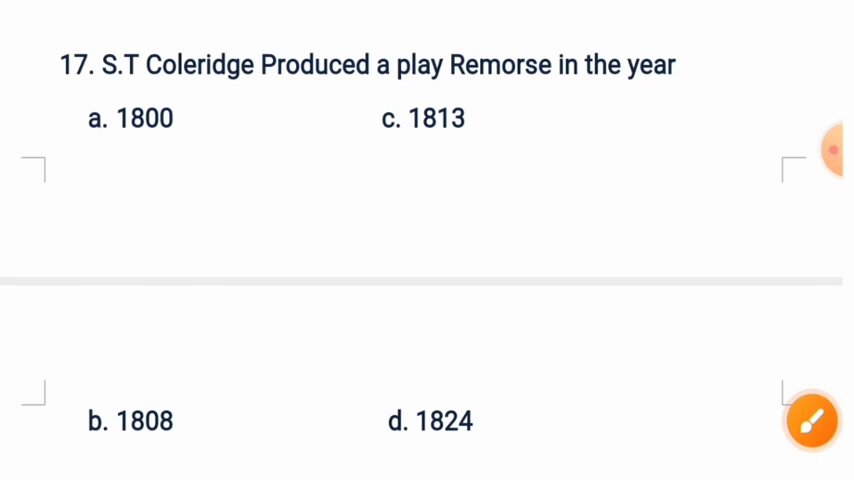 17. S.T Coleridge Produced a play Remorse in the year
a. 1800 c. 1813
b. 1808 d. 1824